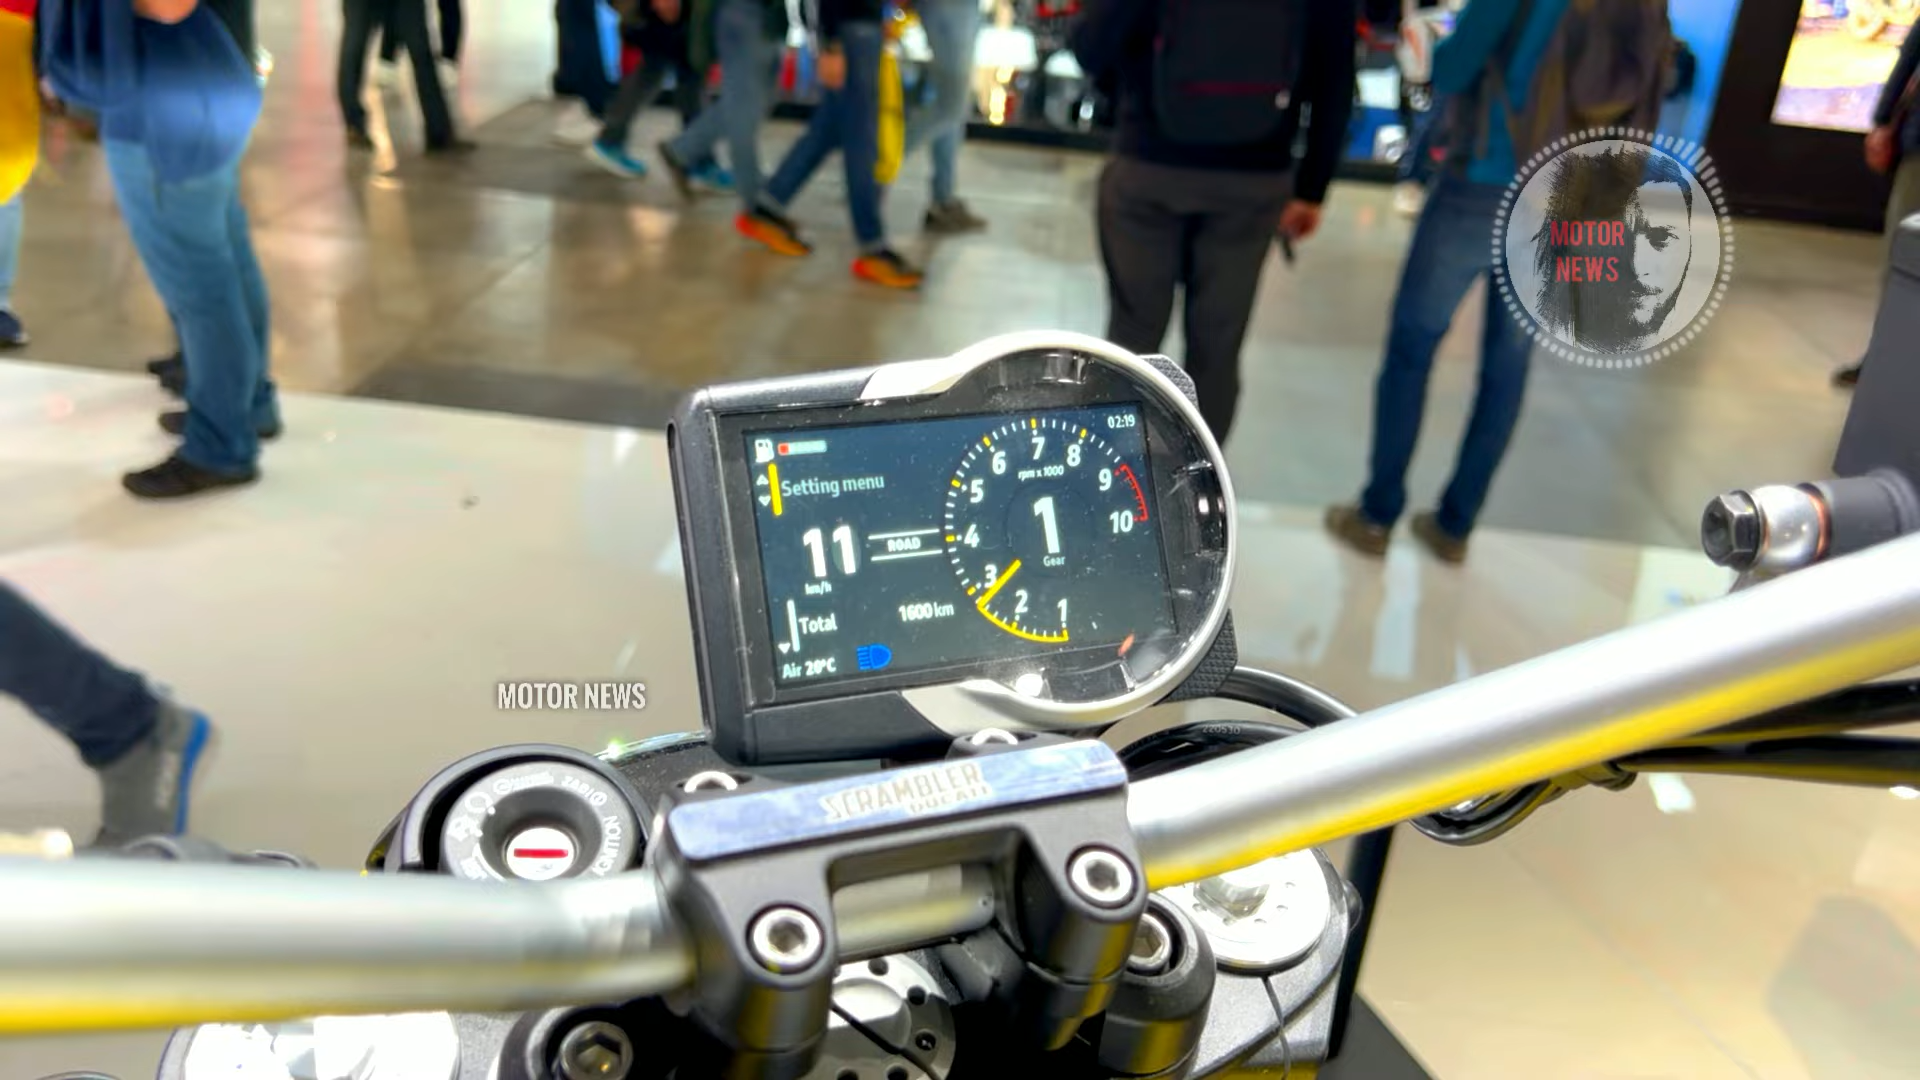 MOTOR
NEWS
02:19
Setting menu
11
km/h
ROAD
rpm x 1000
1
2
3
4
5
6
7
8
9
10
1
Gear
Total
1600 km
Air 20°C
MOTOR NEWS
SCRAMBLER
DUCATI
IGNITION